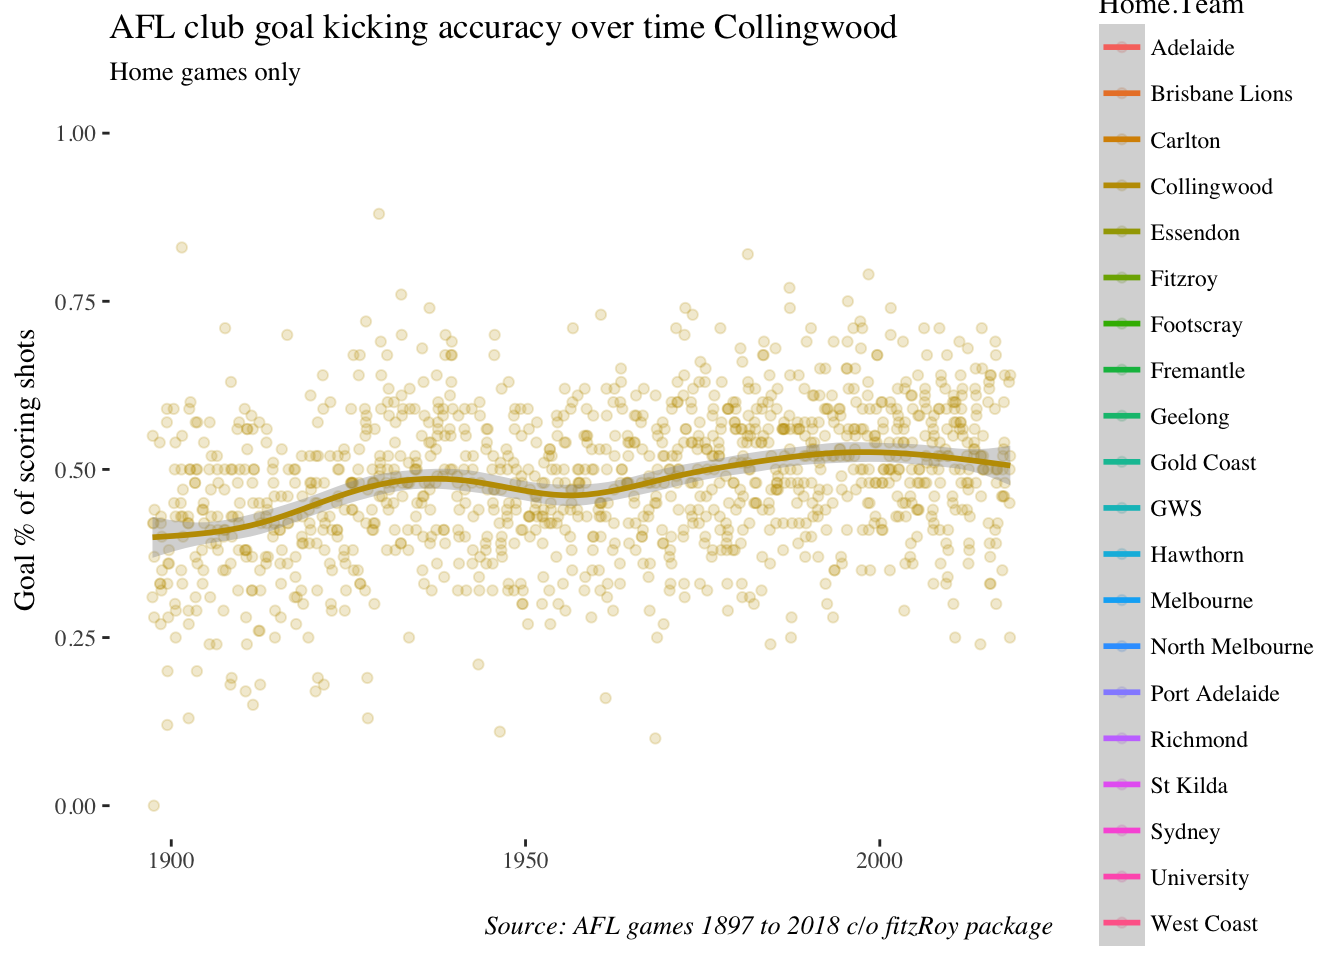 AFL club goal kicking accuracy over time Collingwood
Home games only
Goal % of scoring shots
1.00
0.75
0.50
0.25
0.00
1900
1950
2000
Source: AFL games 1897 to 2018 c/o fitzRoy package
Home.Team
Adelaide
Brisbane Lions
Carlton
Collingwood
Essendon
Fitzroy
Footscray
Fremantle
Geelong
Gold Coast
GWS
Hawthorn
Melbourne
North Melbourne
Port Adelaide
Richmond
St Kilda
Sydney
University
West Coast